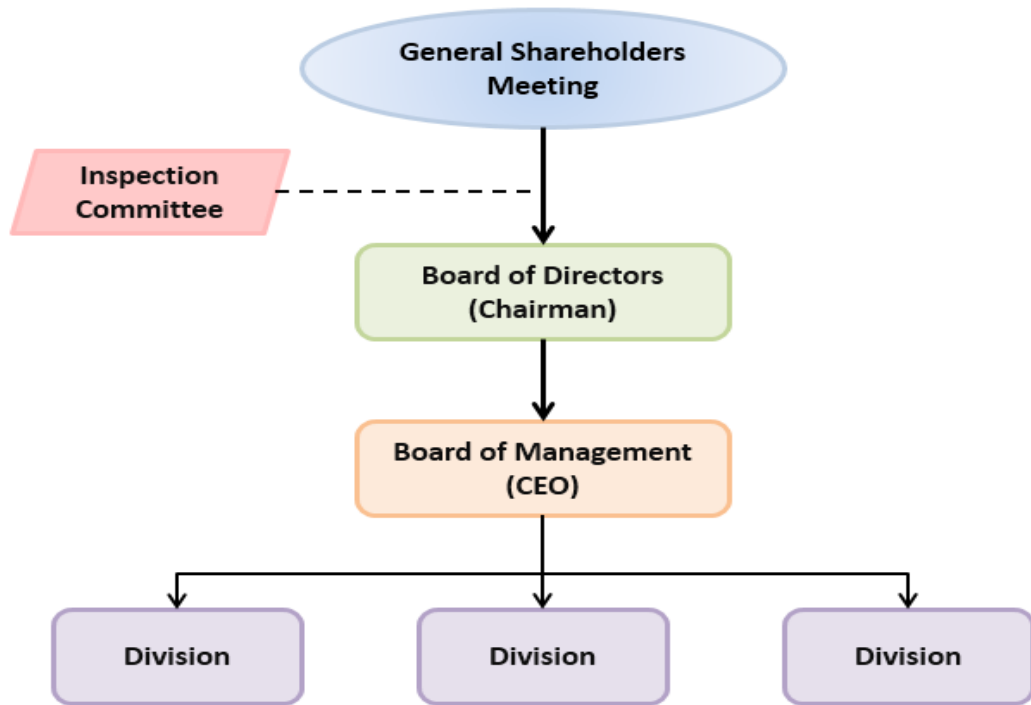 General Shareholders
Meeting
Inspection
Committee
Board of Directors
(Chairman)
Board of Management
(CEO)
Division
Division
Division